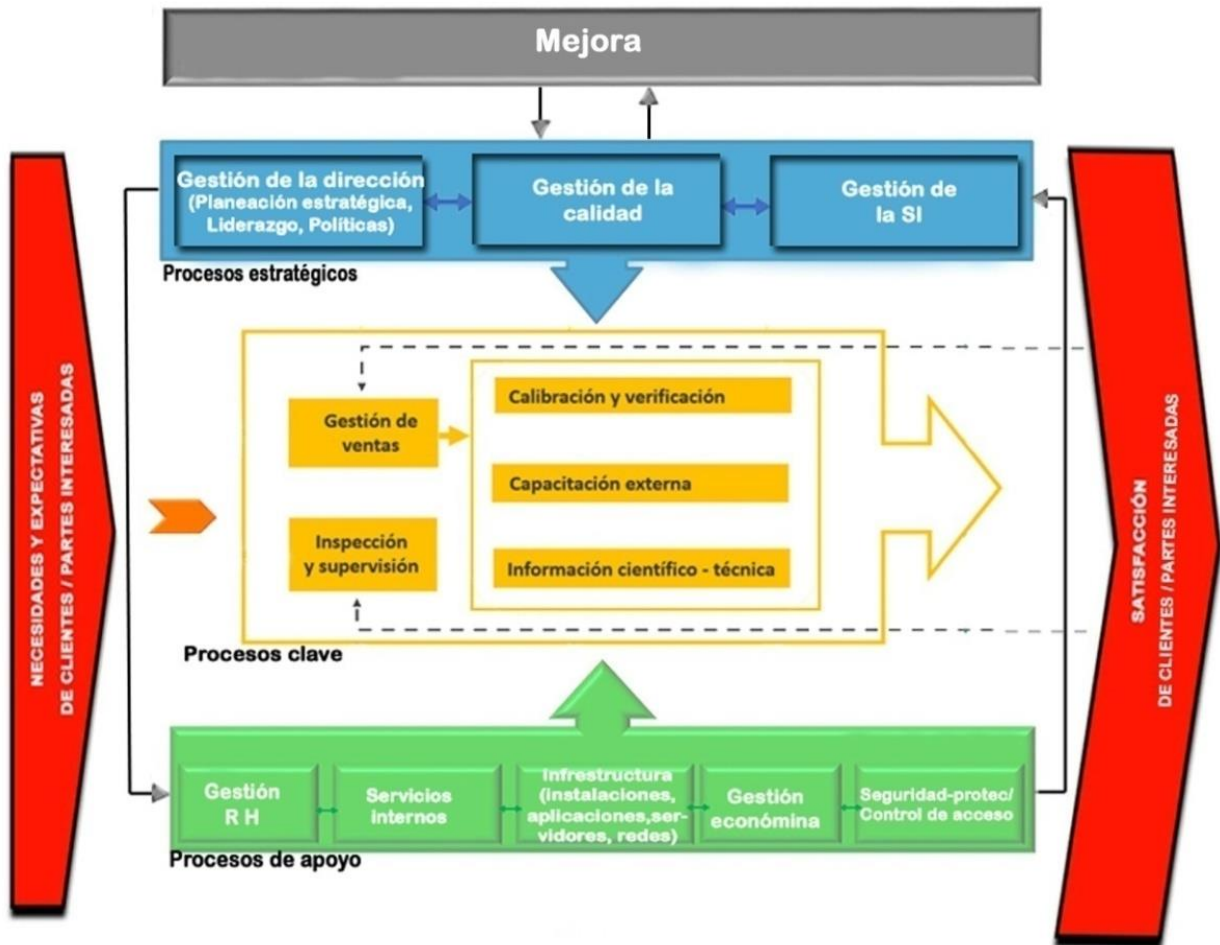 Mejora
Gestión de la dirección
(Planeación estratégica,
Liderazgo, Políticas)
Gestión de la
calidad
Gestión de
la SI
Procesos estratégicos
NECESIDADES Y EXPECTATIVAS
DE CLIENTES / PARTES INTERESADAS
Gestión de
ventas
Inspección
y supervisión
Calibración y verificación
Capacitación externa
Información científico - técnica
Procesos clave
SATISFACCIÓN
DE CLIENTES / PARTES INTERESADAS
Gestión
R H
Servicios
internos
Infrestructura
(instalaciones,
aplicaciones,ser-
vidores, redes)
Gestión
económina
Seguridad-protec/
Control de acceso
Procesos de apoyo